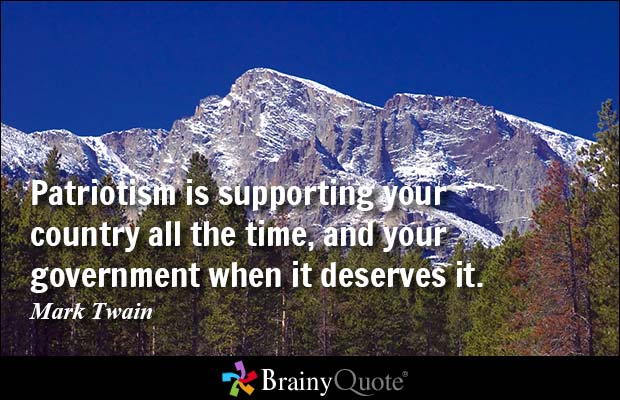 Patriotism is supporting your
country all the time, and your
government when it deserves it.
Mark Twain
BrainyQuote®